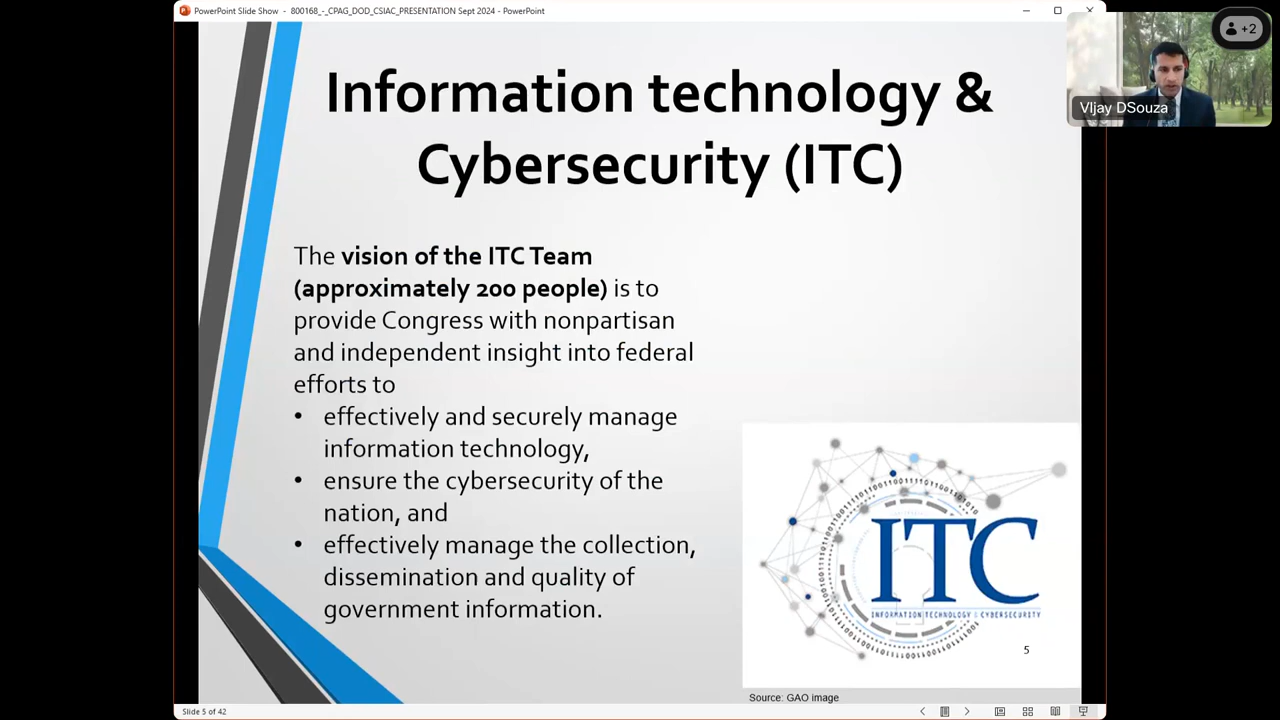 PowerPoint Slide Show - 800168_-_CPAG_DOD_CSIAC_PRESENTATION Sept 2024 - PowerPoint
+2
VIjay DSouza
Information technology &
Cybersecurity (ITC)
The vision of the ITC Team
(approximately 200 people) is to
provide Congress with nonpartisan
and independent insight into federal
efforts to
• effectively and securely manage
information technology,
• ensure the cybersecurity of the
nation, and
• effectively manage the collection,
dissemination and quality of
government information.
ITC
INFORMATION TECHNOLOGY & CYBERSECURITY
5
Source: GAO image
Slide 5 of 42